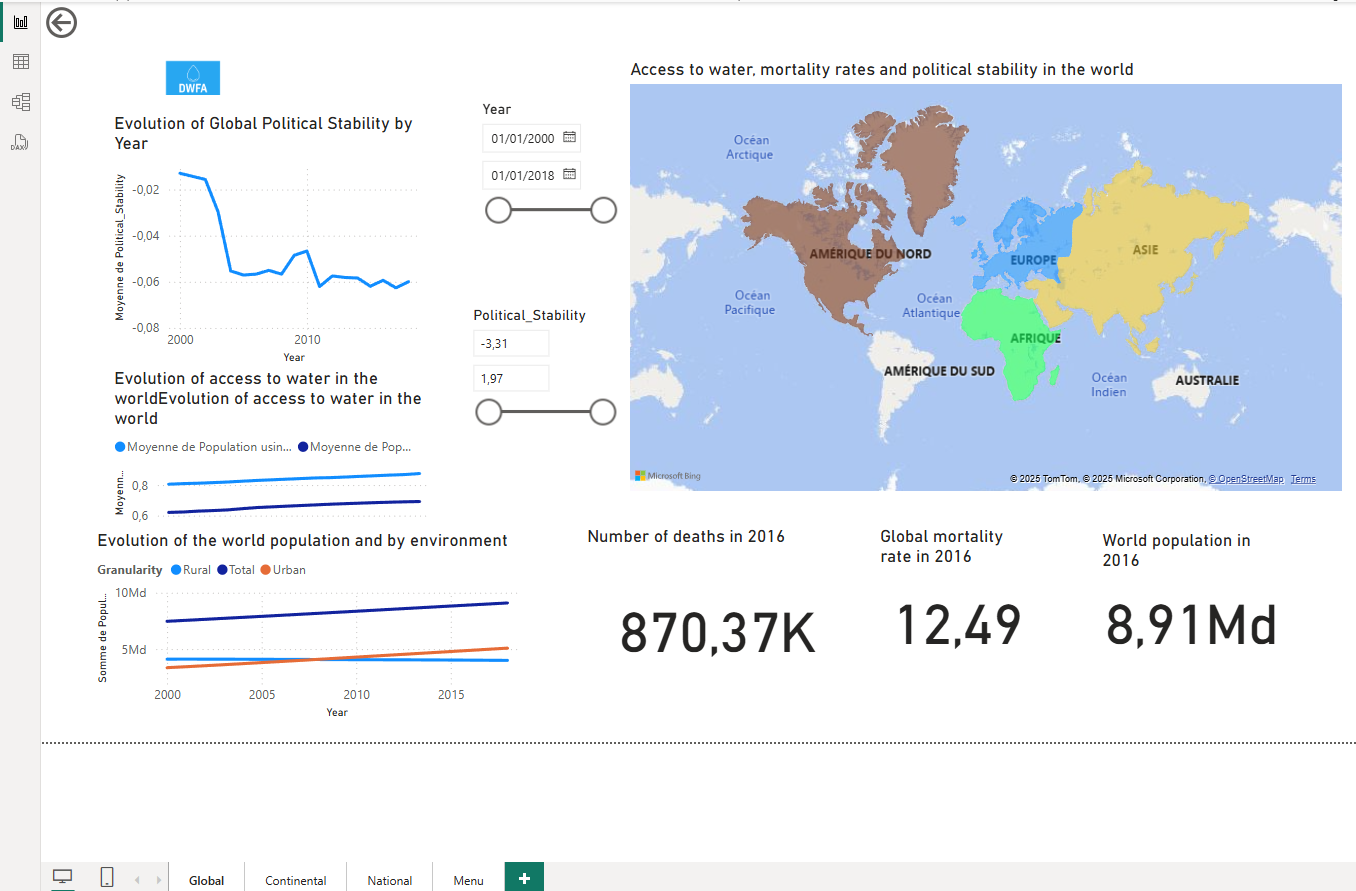 DWFA
Evolution of Global Political Stability by
Year
Moyenne de Political_Stability
-0,02
-0,04
-0,06
-0,08
2000
2010
Year
Evolution of access to water in the
worldEvolution of access to water in the
world
Moyenne de Population usin... Moyenne de Pop...
Moyenn...
0,8
0,6
Evolution of the world population and by environment
Granularity Rural Total Urban
Somme de Popul...
10Md
5Md
2000
2005
2010
2015
Year
Year
01/01/2000
01/01/2018
Political_Stability
-3,31
1,97
Access to water, mortality rates and political stability in the world
Océan
Arctique
AMÉRIQUE DU NORD
EUROPE
ASIE
Océan
Pacifique
Océan
Atlantique
AFRIQUE
AMÉRIQUE DU SUD
Océan
Indien
AUSTRALIE
Microsoft Bing
© 2025 TomTom, © 2025 Microsoft Corporation, © OpenStreetMap Terms
Number of deaths in 2016
870,37K
Global mortality
rate in 2016
12,49
World population in
2016
8,91Md
DAX
Global
Continental
National
Menu
+